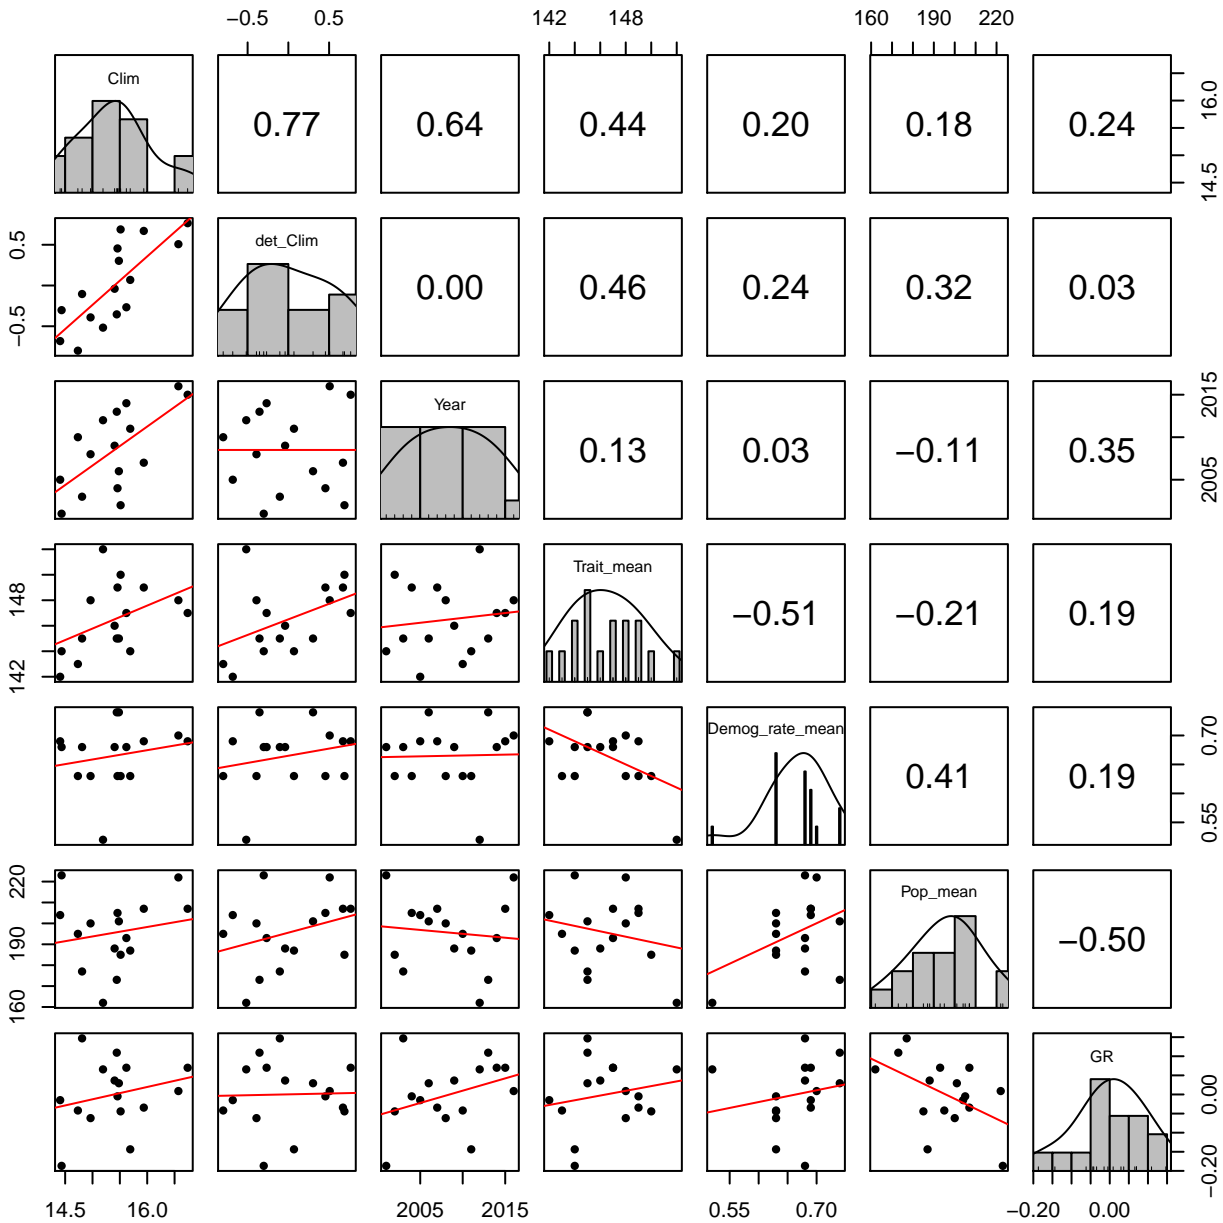 −0.5 0.5 142 148 160 190 220
Clim 0.77 0.64 0.44 0.20 0.18 0.24 14.5 16.0
−0.5 0.5 det_Clim 0.00 0.46 0.24 0.32 0.03
Year 0.13 0.03 −0.11 0.35 2005 2015
142 148 Trait_mean −0.51 −0.21 0.19
Demog_rate_mean 0.41 0.19 0.55 0.70
160 190 220 Pop_mean −0.50
GR −0.20 0.00
14.5 16.0 2005 2015 0.55 0.70 −0.20 0.00